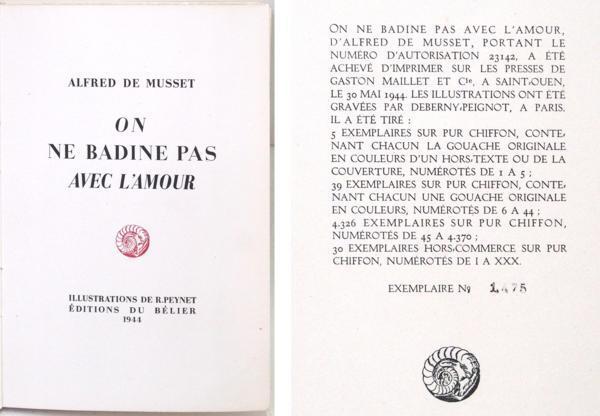 ALFRED DE MUSSET
ON
NE BADINE PAS
AVEC L'AMOUR
ILLUSTRATIONS DE R.PEYNET
ÉDITIONS DU BÉLIER
1944
ON NE BADINE PAS AVEC L'AMOUR,
D'ALFRED DE MUSSET, PORTANT LE
NUMÉRO D'AUTORISATION 23142, A ÉTÉ
ACHEVÉ D'IMPRIMER SUR LES PRESSES DE
GASTON MAILLET ET Cie, A SAINT-OUEN,
LE 30 MAI 1944. LES ILLUSTRATIONS ONT ÉTÉ
GRAVÉES PAR DEBERNY-PEIGNOT, A PARIS.
IL A ÉTÉ TIRÉ :
5 EXEMPLAIRES SUR PUR CHIFFON, CONTE-
NANT CHACUN LA GOUACHE ORIGINALE
EN COULEURS D'UN HORS-TEXTE OU DE LA
COUVERTURE, NUMÉROTÉS DE 1 A 5 ;
39 EXEMPLAIRES SUR PUR CHIFFON, CONTE-
NANT CHACUN UNE GOUACHE ORIGINALE
EN COULEURS, NUMÉROTÉS DE 6 A 44 ;
4.326 EXEMPLAIRES SUR PUR CHIFFON,
NUMÉROTÉS DE 45 A 4.370 ;
30 EXEMPLAIRES HORS-COMMERCE SUR PUR
CHIFFON, NUMÉROTÉS DE I A XXX.
EXEMPLAIRE No 1475